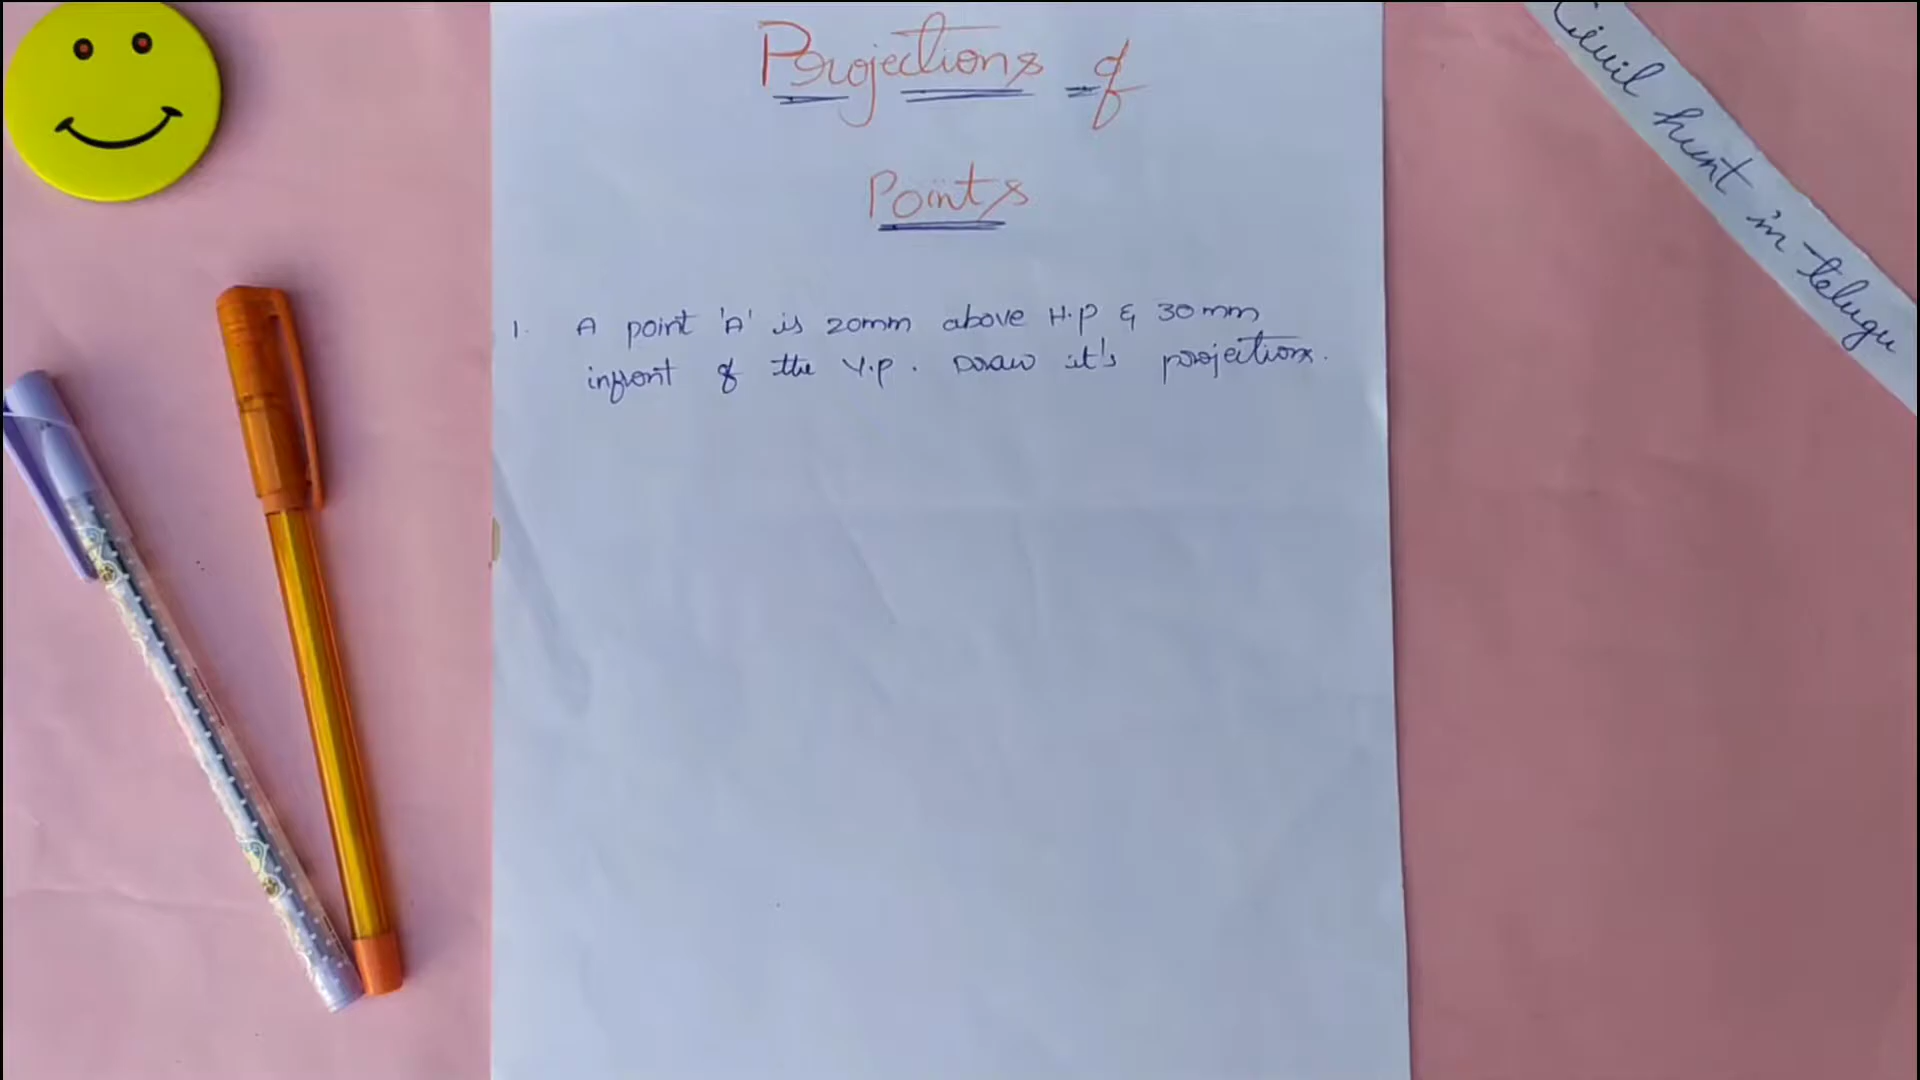 Projections of
Points
1. A point 'A' is 20mm above H.P & 30mm
infront of the V.P. Draw it's projections.
Civil hunt in telugu